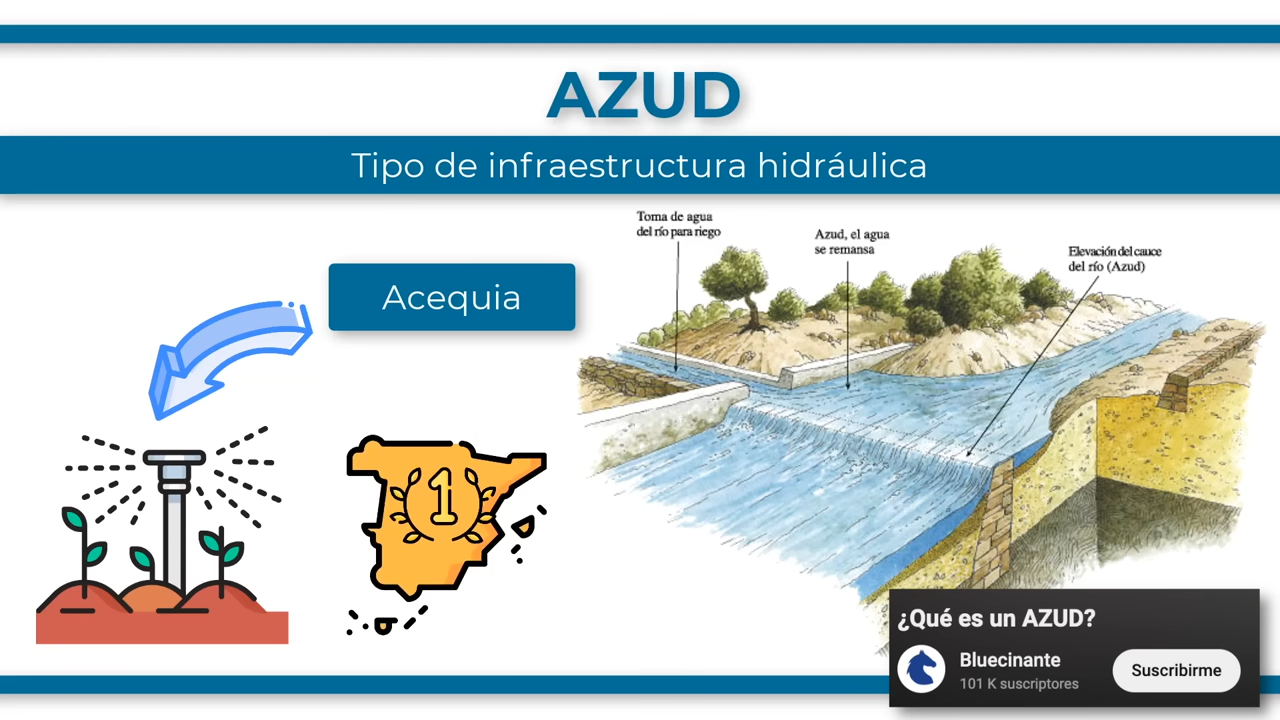 AZUD
Tipo de infraestructura hidráulica
Toma de agua
del río para riego
Azud, el agua
se remansa
Elevación del cauce
del río (Azud)
Acequia
1
¿Qué es un AZUD?
Bluecinante
101 K suscriptores
Suscribirme